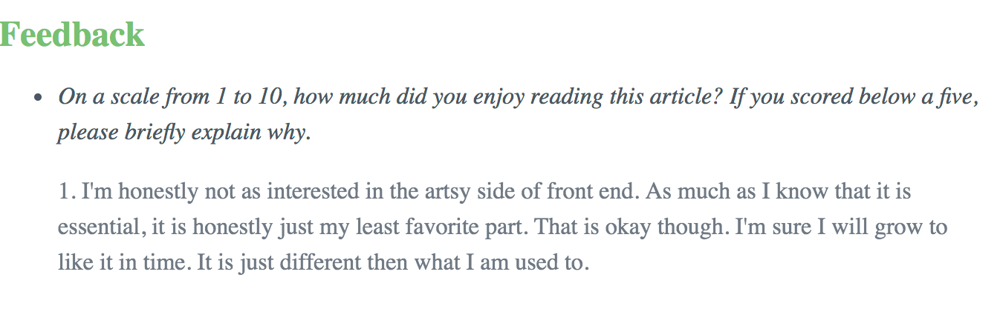 Feedback
• On a scale from 1 to 10, how much did you enjoy reading this article? If you scored below a five,
please briefly explain why.
1. I'm honestly not as interested in the artsy side of front end. As much as I know that it is
essential, it is honestly just my least favorite part. That is okay though. I'm sure I will grow to
like it in time. It is just different then what I am used to.